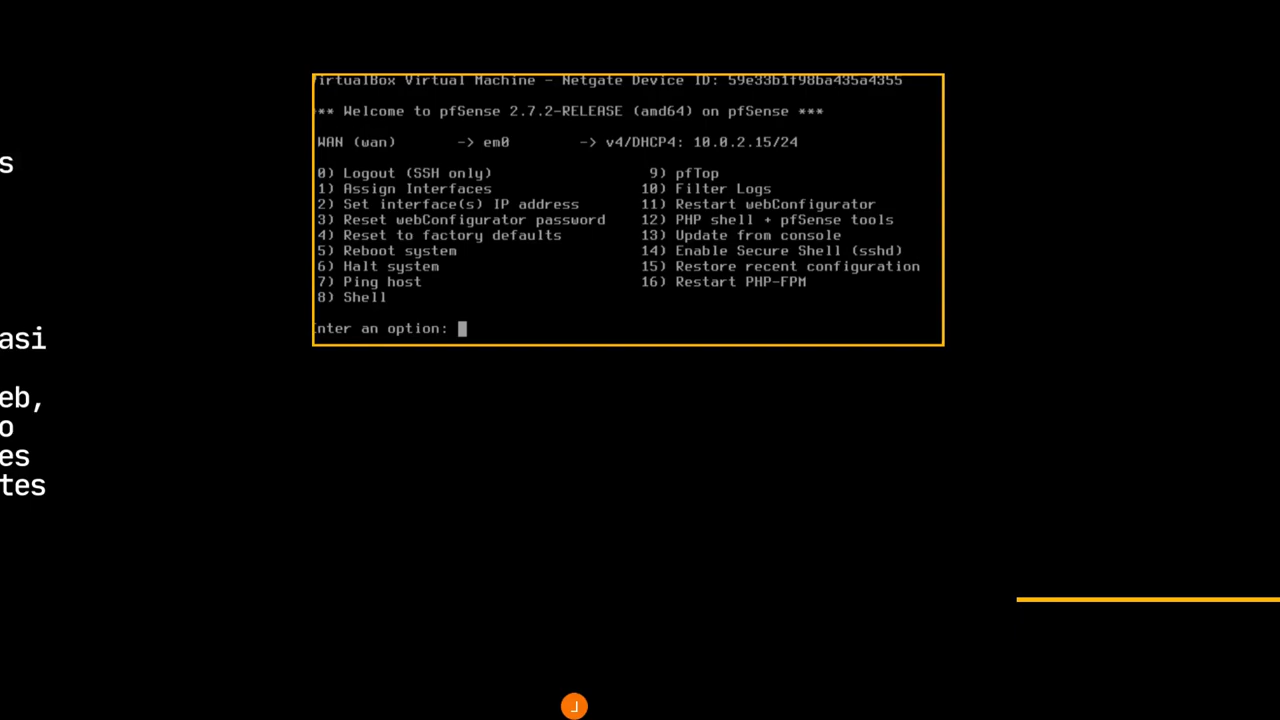 s
asi
eb,
o
es
tes
irtualBox Virtual Machine - Netgate Device ID: 59e33b1f98ba435a4355
** Welcome to pfSense 2.7.2-RELEASE (amd64) on pfSense ***
WAN (wan) -> em0 -> v4/DHCP4: 10.0.2.15/24
0) Logout (SSH only) 9) pfTop
1) Assign Interfaces 10) Filter Logs
2) Set interface(s) IP address 11) Restart webConfigurator
3) Reset webConfigurator password 12) PHP shell + pfSense tools
4) Reset to factory defaults 13) Update from console
5) Reboot system 14) Enable Secure Shell (sshd)
6) Halt system 15) Restore recent configuration
7) Ping host 16) Restart PHP-FPM
8) Shell
nter an option: